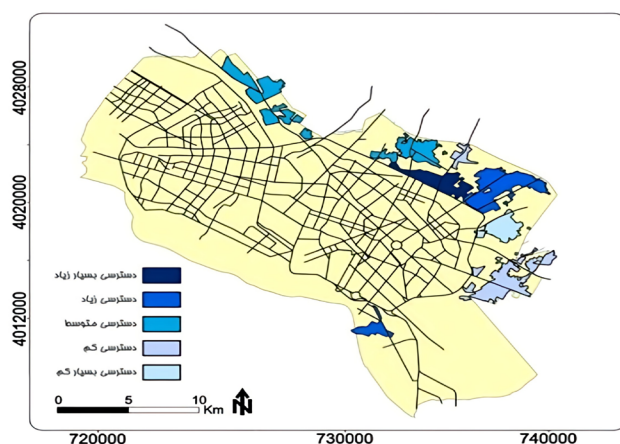 4028000
4020000
4012000
دسترسی بسیار زیاد
دسترسی زیاد
دسترسی متوسط
دسترسی کم
دسترسی بسیار کم
0 5 10
Km
N
720000 730000 740000